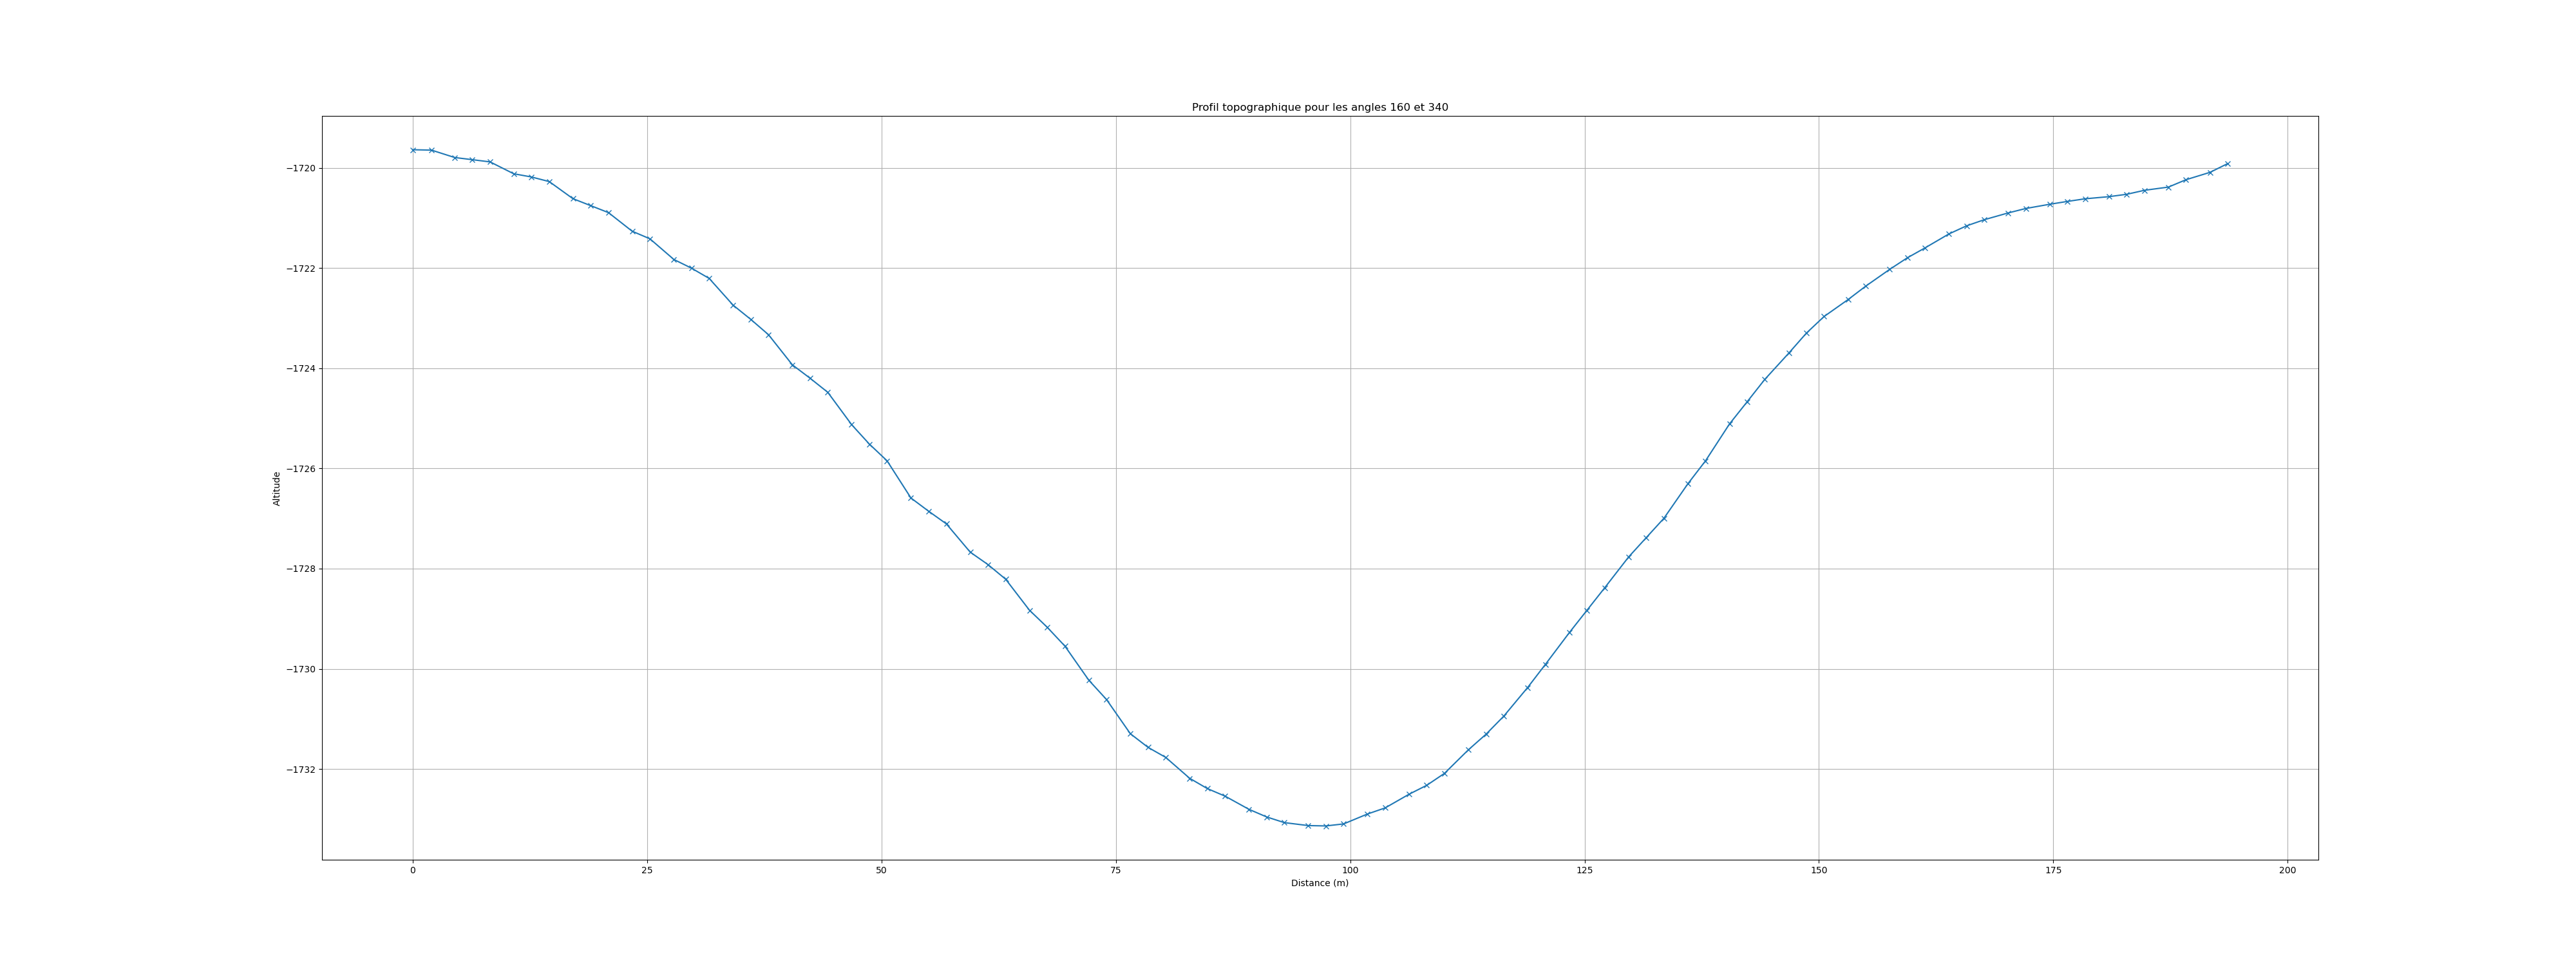 Profil topographique pour les angles 160 et 340
−1720
−1722
−1724
−1726
−1728
−1730
−1732
Altitude
0 25 50 75 100 125 150 175 200
Distance (m)